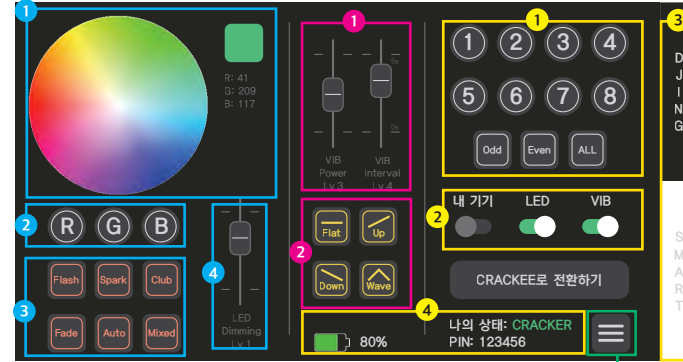 1
R: 41
G: 209
B: 117
2
R G B
3
Flash Spark Club
Fade Auto Mixed
4
LED
Dimming
Lv.1
1
5s
0s
VIB
Power
Lv.3
VIB
Interval
Lv.4
2
Flat Up
Down Wave
1
1 2 3 4
5 6 7 8
Odd Even ALL
2
내 기기 LED VIB
CRACKEE로 전환하기
4
80%
나의 상태: CRACKER
PIN: 123456
3
D
J
I
N
G
S
M
A
R
T